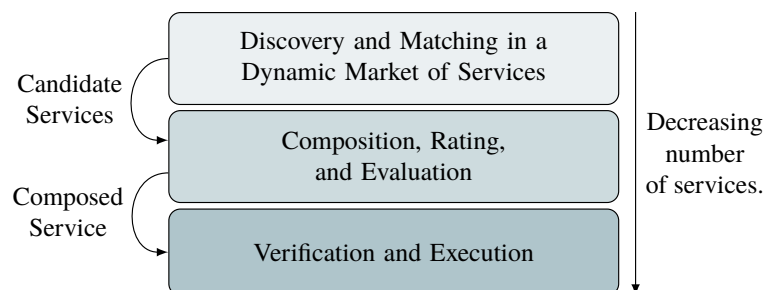 Discovery and Matching in a
Dynamic Market of Services
Candidate
Services
Composition, Rating,
and Evaluation
Composed
Service
Verification and Execution
Decreasing
number
of services.